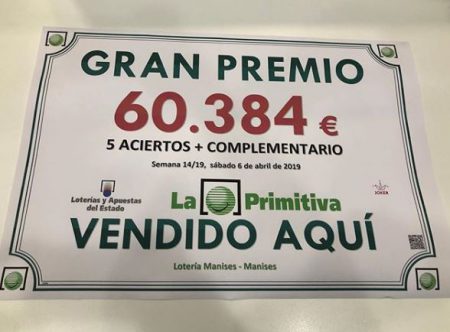 GRAN PREMIO
60.384 €
5 ACIERTOS + COMPLEMENTARIO
Semana 14/19, sábado 6 de abril de 2019
Loterías y Apuestas
del Estado
La Primitiva
JOKER
VENDIDO AQUÍ
Lotería Manises - Manises